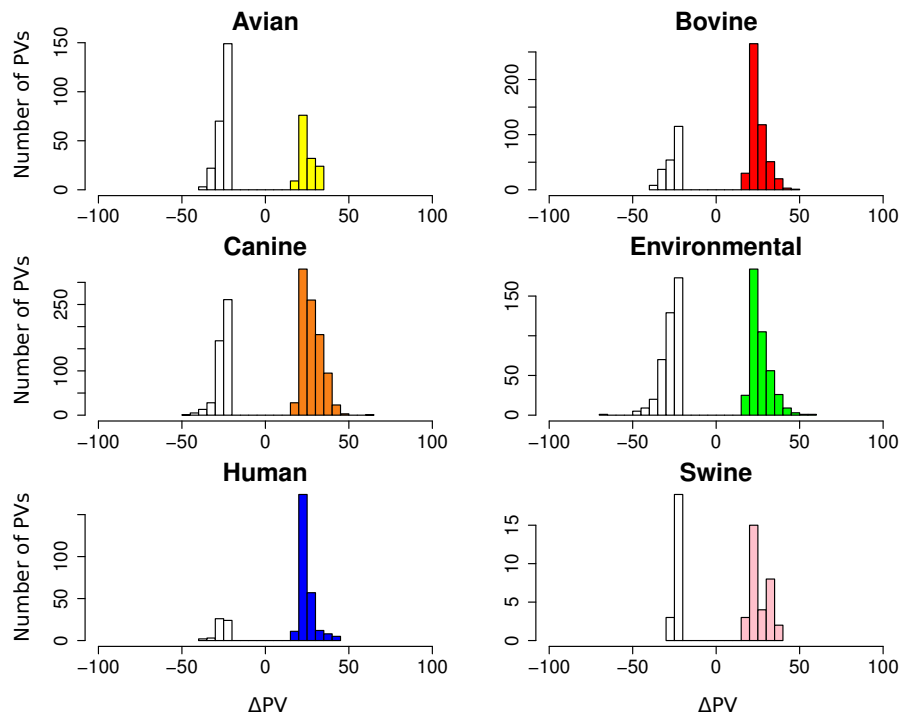 Avian Bovine
Number of PVs 0 50 100 150 0 100 200
−100 −50 0 50 100 −100 −50 0 50 100
Canine Environmental
Number of PVs 0 100 250 0 50 150
−100 −50 0 50 100 −100 −50 0 50 100
Human Swine
Number of PVs 0 50 100 0 5 10 15
−100 −50 0 50 100 −100 −50 0 50 100
ΔPV ΔPV